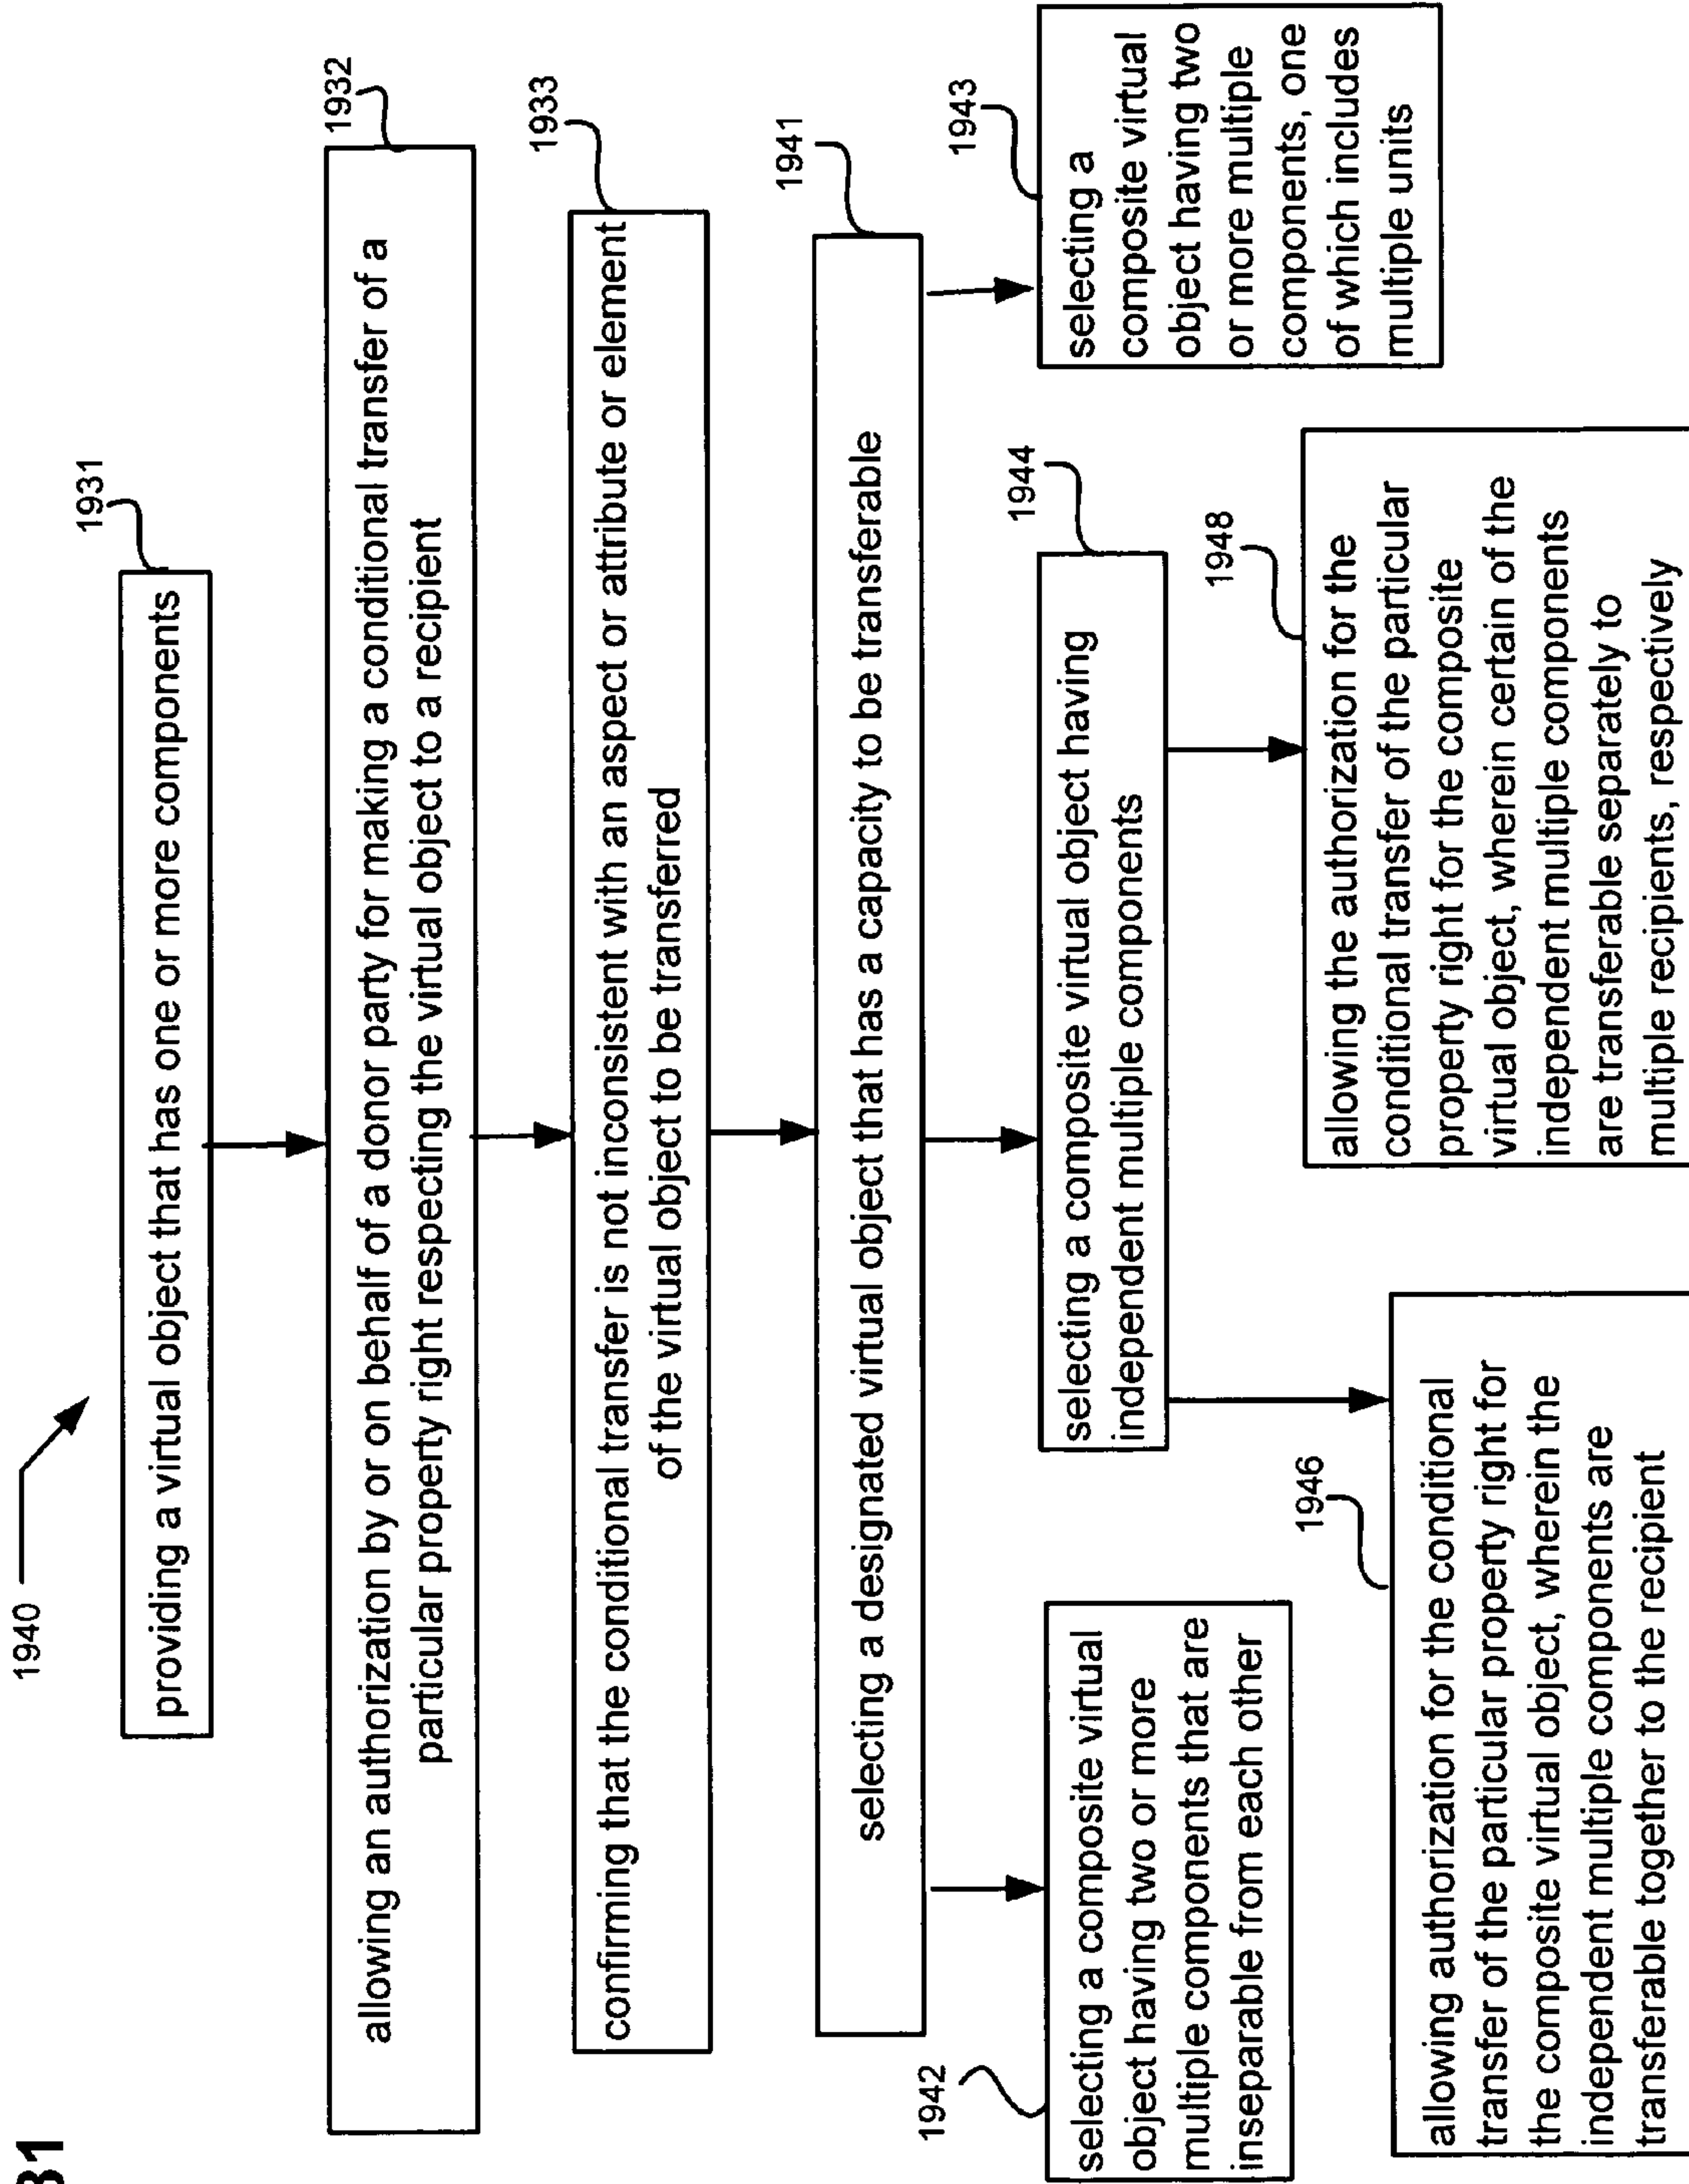 31
1940
1931
providing a virtual object that has one or more components
1932
allowing an authorization by or on behalf of a donor party for making a conditional transfer of a
particular property right respecting the virtual object to a recipient
1933
confirming that the conditional transfer is not inconsistent with an aspect or attribute or element
of the virtual object to be transferred
1941
selecting a designated virtual object that has a capacity to be transferable
1942
selecting a composite virtual
object having two or more
multiple components that are
inseparable from each other
1944
selecting a composite virtual object having
independent multiple components
1943
selecting a
composite virtual
object having two
or more multiple
components, one
of which includes
multiple units
1946
allowing authorization for the conditional
transfer of the particular property right for
the composite virtual object, wherein the
independent multiple components are
transferable together to the recipient
1948
allowing the authorization for the
conditional transfer of the particular
property right for the composite
virtual object, wherein certain of the
independent multiple components
are transferable separately to
multiple recipients, respectively